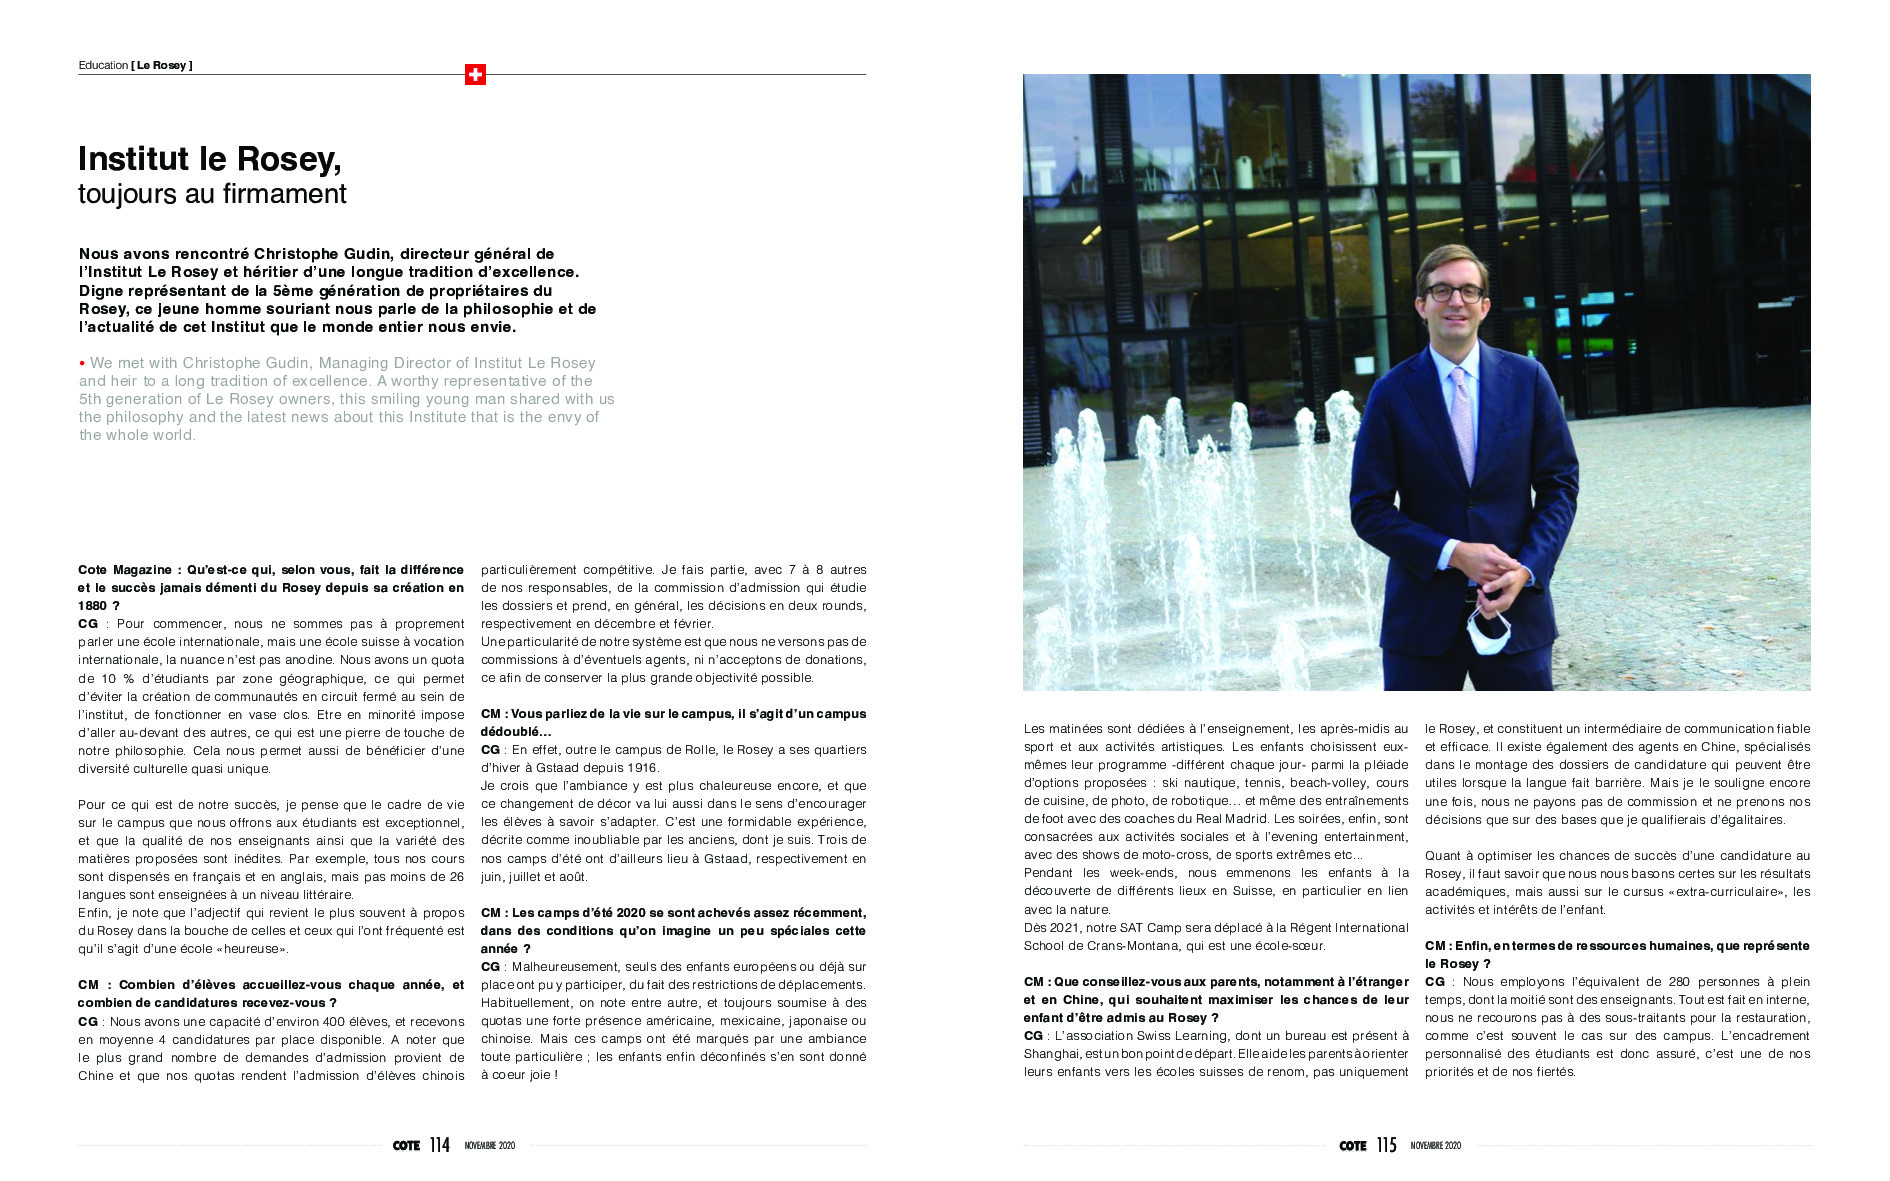 Education [ Le Rosey ]
Institut le Rosey,
toujours au firmament
Nous avons rencontré Christophe Gudin, directeur général de
l'Institut Le Rosey et héritier d'une longue tradition d'excellence.
Digne représentant de la 5ème génération de propriétaires du
Rosey, ce jeune homme souriant nous parle de la philosophie et de
l'actualité de cet Institut que le monde entier nous envie.
• We met with Christophe Gudin, Managing Director of Institut Le Rosey
and heir to a long tradition of excellence. A worthy representative of the
5th generation of Le Rosey owners, this smiling young man shared with us
the philosophy and the latest news about this Institute that is the envy of
the whole world.
Cote Magazine : Qu'est-ce qui, selon vous, fait la différence
et le succès jamais démenti du Rosey depuis sa création en
1880 ?
CG : Pour commencer, nous ne sommes pas à proprement
parler une école internationale, mais une école suisse à vocation
internationale, la nuance n'est pas anodine. Nous avons un quota
de 10 % d'étudiants par zone géographique, ce qui permet
d'éviter la création de communautés en circuit fermé au sein de
l'institut, de fonctionner en vase clos. Etre en minorité impose
d'aller au-devant des autres, ce qui est une pierre de touche de
notre philosophie. Cela nous permet aussi de bénéficier d'une
diversité culturelle quasi unique.
Pour ce qui est de notre succès, je pense que le cadre de vie
sur le campus que nous offrons aux étudiants est exceptionnel,
et que la qualité de nos enseignants ainsi que la variété des
matières proposées sont inédites. Par exemple, tous nos cours
sont dispensés en français et en anglais, mais pas moins de 26
langues sont enseignées à un niveau littéraire.
Enfin, je note que l'adjectif qui revient le plus souvent à propos
du Rosey dans la bouche de celles et ceux qui l'ont fréquenté est
qu'il s'agit d'une école «heureuse».
CM : Combien d'élèves accueillez-vous chaque année, et
combien de candidatures recevez-vous ?
CG : Nous avons une capacité d'environ 400 élèves, et recevons
en moyenne 4 candidatures par place disponible. A noter que
le plus grand nombre de demandes d'admission provient de
Chine et que nos quotas rendent l'admission d'élèves chinois
particulièrement compétitive. Je fais partie, avec 7 à 8 autres
de nos responsables, de la commission d'admission qui étudie
les dossiers et prend, en général, les décisions en deux rounds,
respectivement en décembre et février.
Une particularité de notre système est que nous ne versons pas de
commissions à d'éventuels agents, ni n'acceptons de donations,
ce afin de conserver la plus grande objectivité possible.
CM : Vous parliez de la vie sur le campus, il s'agit d'un campus
dédoublé...
CG : En effet, outre le campus de Rolle, le Rosey a ses quartiers
d'hiver à Gstaad depuis 1916.
Je crois que l'ambiance y est plus chaleureuse encore, et que
ce changement de décor va lui aussi dans le sens d'encourager
les élèves à savoir s'adapter. C'est une formidable expérience,
décrite comme inoubliable par les anciens, dont je suis. Trois de
nos camps d'été ont d'ailleurs lieu à Gstaad, respectivement en
juin, juillet et août.
CM : Les camps d'été 2020 se sont achevés assez récemment,
dans des conditions qu'on imagine un peu spéciales cette
année ?
CG : Malheureusement, seuls des enfants européens ou déjà sur
place ont pu y participer, du fait des restrictions de déplacements.
Habituellement, on note entre autre, et toujours soumise à des
quotas une forte présence américaine, mexicaine, japonaise ou
chinoise. Mais ces camps ont été marqués par une ambiance
toute particulière ; les enfants enfin déconfinés s'en sont donné
à coeur joie !
COTE 114 NOVEMBRE 2020
Les matinées sont dédiées à l'enseignement, les après-midis au
sport et aux activités artistiques. Les enfants choisissent eux-
mêmes leur programme -différent chaque jour- parmi la pléiade
d'options proposées : ski nautique, tennis, beach-volley, cours
de cuisine, de photo, de robotique... et même des entraînements
de foot avec des coaches du Real Madrid. Les soirées, enfin, sont
consacrées aux activités sociales et à l'evening entertainment,
avec des shows de moto-cross, de sports extrêmes etc...
Pendant les week-ends, nous emmenons les enfants à la
découverte de différents lieux en Suisse, en particulier en lien
avec la nature.
Dès 2021, notre SAT Camp sera déplacé à la Régent International
School de Crans-Montana, qui est une école-sœur.
CM : Que conseillez-vous aux parents, notamment à l'étranger
et en Chine, qui souhaitent maximiser les chances de leur
enfant d'être admis au Rosey ?
CG : L'association Swiss Learning, dont un bureau est présent à
Shanghai, est un bon point de départ. Elle aide les parents à orienter
leurs enfants vers les écoles suisses de renom, pas uniquement
le Rosey, et constituent un intermédiaire de communication fiable
et efficace. Il existe également des agents en Chine, spécialisés
dans le montage des dossiers de candidature qui peuvent être
utiles lorsque la langue fait barrière. Mais je le souligne encore
une fois, nous ne payons pas de commission et ne prenons nos
décisions que sur des bases que je qualifierais d'égalitaires.
Quant à optimiser les chances de succès d'une candidature au
Rosey, il faut savoir que nous nous basons certes sur les résultats
académiques, mais aussi sur le cursus «extra-curriculaire», les
activités et intérêts de l'enfant.
CM : Enfin, en termes de ressources humaines, que représente
le Rosey ?
CG : Nous employons l'équivalent de 280 personnes à plein
temps, dont la moitié sont des enseignants. Tout est fait en interne,
nous ne recourons pas à des sous-traitants pour la restauration,
comme c'est souvent le cas sur des campus. L'encadrement
personnalisé des étudiants est donc assuré, c'est une de nos
priorités et de nos fiertés.
COTE 115 NOVEMBRE 2020